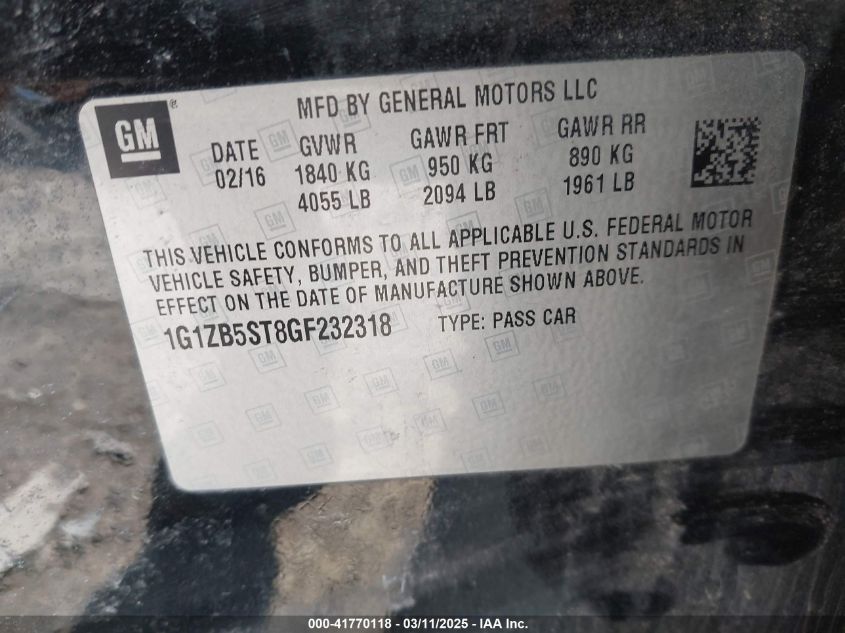 GM®
MFD BY GENERAL MOTORS LLC
DATE GVWR GAWR FRT GAWR RR
02/16 1840 KG 950 KG 890 KG
4055 LB 2094 LB 1961 LB
THIS VEHICLE CONFORMS TO ALL APPLICABLE U.S. FEDERAL MOTOR
VEHICLE SAFETY, BUMPER, AND THEFT PREVENTION STANDARDS IN
EFFECT ON THE DATE OF MANUFACTURE SHOWN ABOVE.
1G1ZB5ST8GF232318 TYPE: PASS CAR
000-41770118 - 03/11/2025 - IAAI Inc.